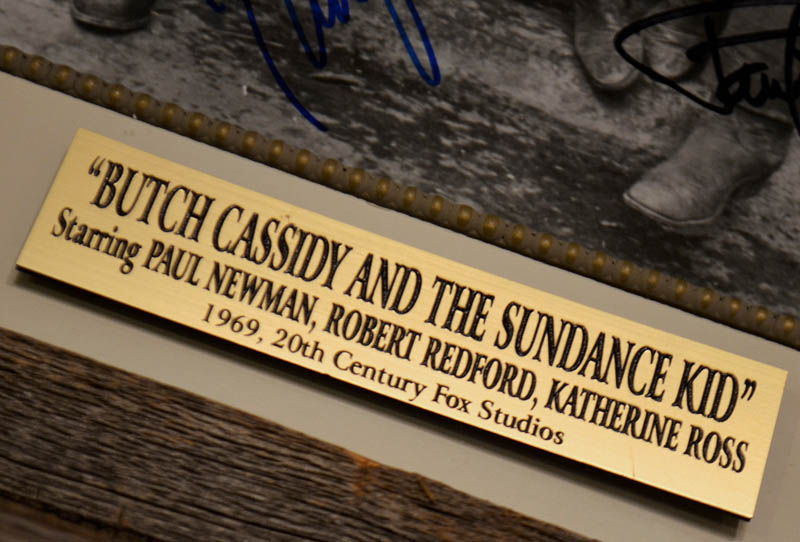 "BUTCH CASSIDY AND THE SUNDANCE KID"
Starring PAUL NEWMAN, ROBERT REDFORD, KATHERINE ROSS
1969, 20th Century Fox Studios